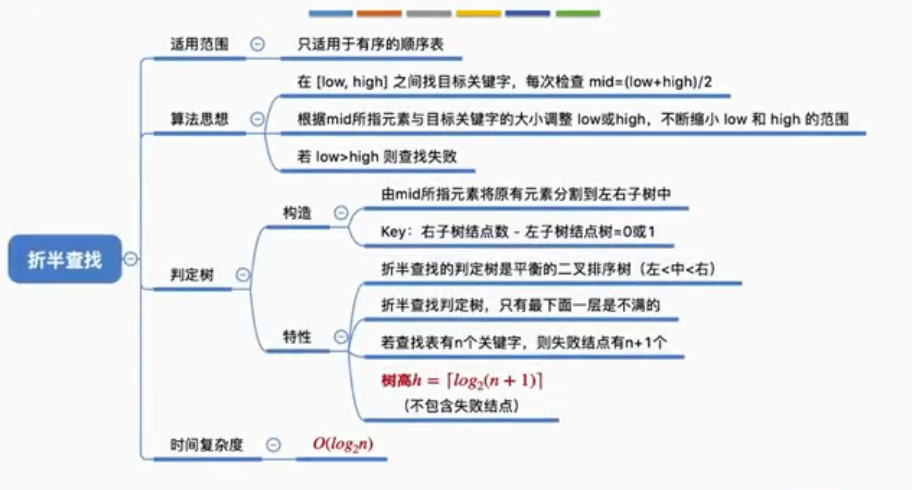 折半查找
适用范围
只适用于有序的顺序表
算法思想
在 [low, high] 之间找目标关键字，每次检查 mid=(low+high)/2
根据mid所指元素与目标关键字的大小调整 low或high，不断缩小 low 和 high 的范围
若 low>high 则查找失败
判定树
构造
由mid所指元素将原有元素分割到左右子树中
Key：右子树结点数 - 左子树结点树=0或1
特性
折半查找的判定树是平衡的二叉排序树（左<中<右）
折半查找判定树，只有最下面一层是不满的
若查找表有n个关键字，则失败结点有n+1个
树高h = ⌈log₂(n + 1)⌉
（不包含失败结点）
时间复杂度
O(log₂n)